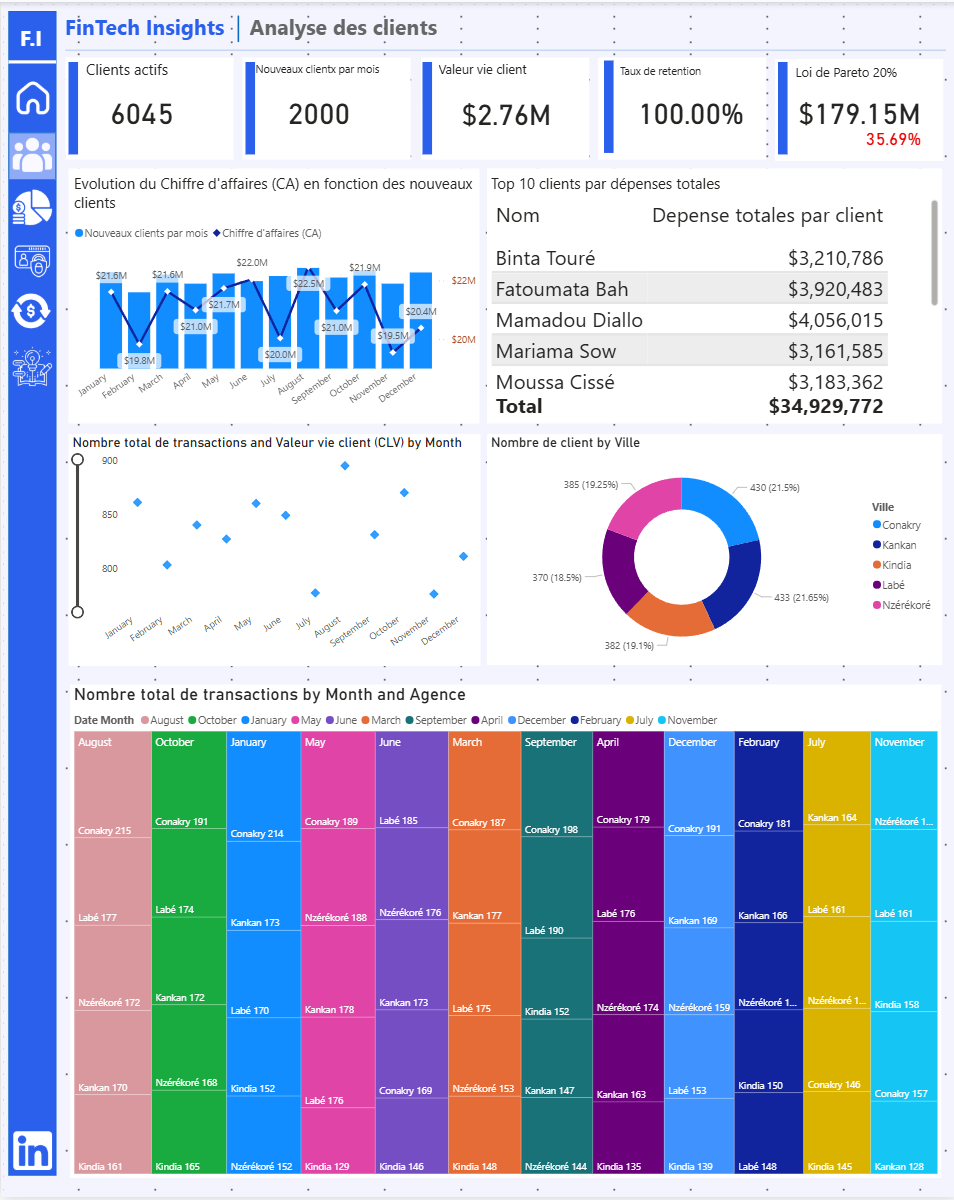 F.I
FinTech Insights | Analyse des clients
Clients actifs
6045
Nouveaux clientx par mois
2000
Valeur vie client
$2.76M
Taux de retention
100.00%
Loi de Pareto 20%
$179.15M
35.69%
Evolution du Chiffre d'affaires (CA) en fonction des nouveaux
clients
Nouveaux clients par mois Chiffre d'affaires (CA)
$21.6M
$19.8M
$21.6M
$21.0M
$21.7M
$22.0M
$20.0M
$22.5M
$21.0M
$21.9M
$19.5M
$20.4M
$22M
$20M
January
February
March
April
May
June
July
August
September
October
November
December
Top 10 clients par dépenses totales
Nom Depense totales par client
Binta Touré $3,210,786
Fatoumata Bah $3,920,483
Mamadou Diallo $4,056,015
Mariama Sow $3,161,585
Moussa Cissé $3,183,362
Total $34,929,772
Nombre total de transactions and Valeur vie client (CLV) by Month
900
850
800
January
February
March
April
May
June
July
August
September
October
November
December
Nombre de client by Ville
430 (21.5%)
433 (21.65%)
382 (19.1%)
370 (18.5%)
385 (19.25%)
Ville
Conakry
Kankan
Kindia
Labé
Nzérékoré
Nombre total de transactions by Month and Agence
Date Month August October January May June March September April December February July November
August
Conakry 215
Labé 177
Nzérékoré 172
Kankan 170
Kindia 161
October
Conakry 191
Labé 174
Kankan 172
Nzérékoré 168
Kindia 165
January
Conakry 214
Kankan 173
Labé 170
Kindia 152
Nzérékoré 152
May
Conakry 189
Nzérékoré 188
Kankan 178
Labé 176
Kindia 129
June
Labé 185
Nzérékoré 176
Kankan 173
Conakry 169
Kindia 146
March
Conakry 187
Kankan 177
Labé 175
Nzérékoré 153
Kindia 148
September
Conakry 198
Labé 190
Kindia 152
Kankan 147
Nzérékoré 144
April
Conakry 179
Labé 176
Nzérékoré 174
Kankan 163
Kindia 135
December
Conakry 191
Kankan 169
Nzérékoré 159
Labé 153
Kindia 139
February
Conakry 181
Kankan 166
Nzérékoré 1...
Kindia 150
Labé 148
July
Kankan 164
Labé 161
Nzérékoré 1...
Conakry 146
Kindia 145
November
Nzérékoré 1...
Labé 161
Kindia 158
Conakry 157
Kankan 128
in